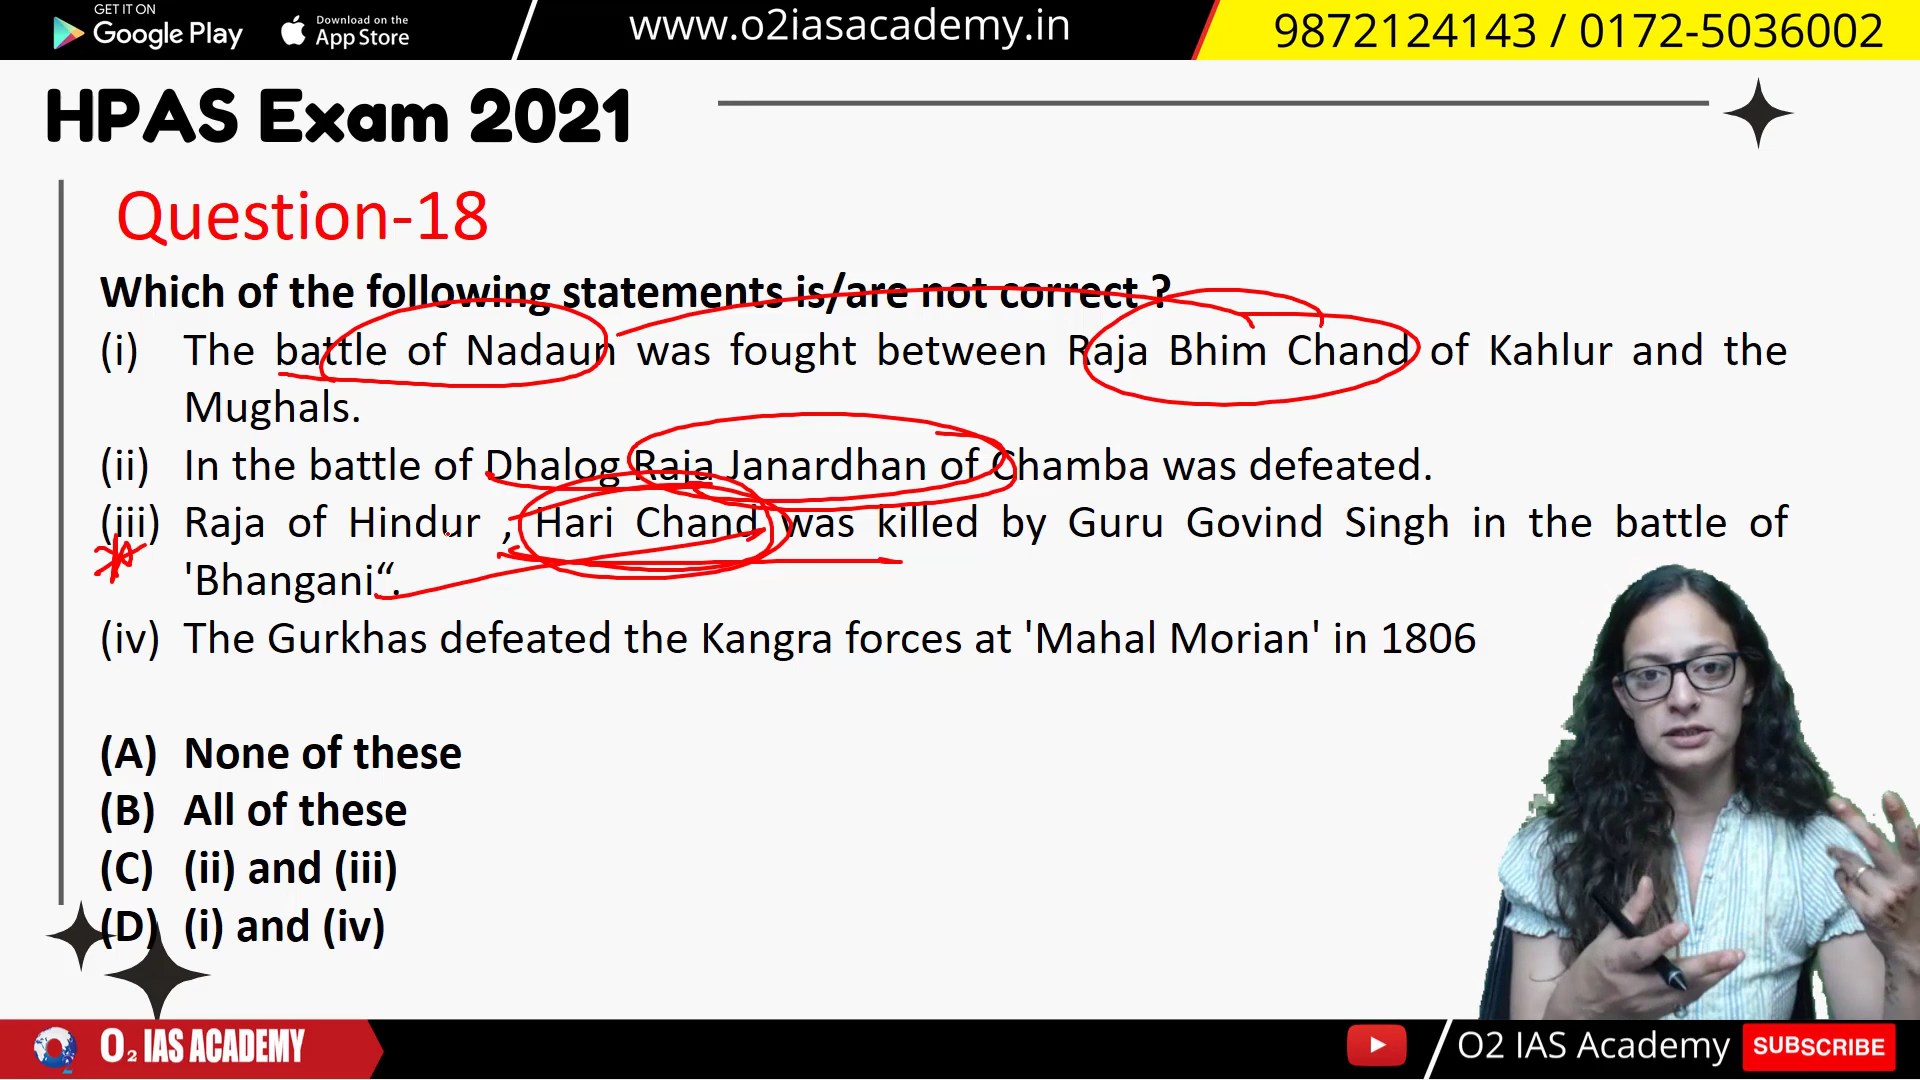 GET IT ON
Google Play
Download on the
App Store
www.o2iasacademy.in
9872124143 / 0172-5036002
HPAS Exam 2021
Question-18
Which of the following statements is/are not correct ?
(i) The battle of Nadaun was fought between Raja Bhim Chand of Kahlur and the
Mughals.
(ii) In the battle of Dhalog Raja Janardhan of Chamba was defeated.
(iii) Raja of Hindur , Hari Chand was killed by Guru Govind Singh in the battle of
'Bhangani“.
(iv) The Gurkhas defeated the Kangra forces at 'Mahal Morian' in 1806
(A) None of these
(B) All of these
(C) (ii) and (iii)
(D) (i) and (iv)
O2 IAS ACADEMY
O2 IAS Academy
SUBSCRIBE